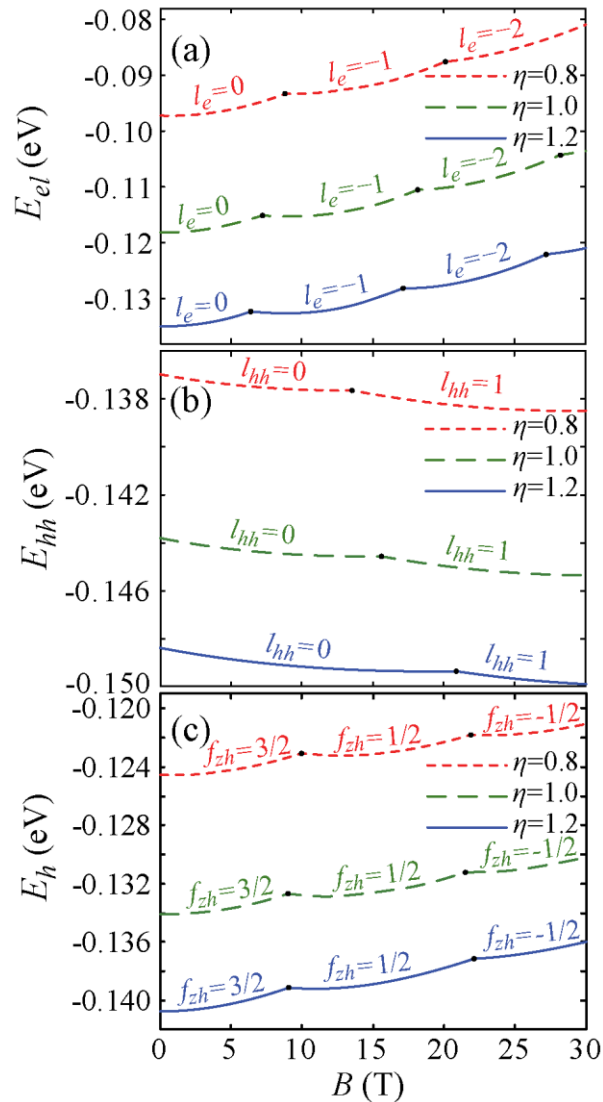 (a)
E_el (eV)
-0.08
-0.09
-0.10
-0.11
-0.12
-0.13
l_e=0
l_e=−1
l_e=−2
η=0.8
η=1.0
η=1.2
l_e=0
l_e=−1
l_e=−2
l_e=0
l_e=−1
l_e=−2
(b)
E_hh (eV)
-0.138
-0.142
-0.146
-0.150
l_hh=0
l_hh=1
η=0.8
η=1.0
η=1.2
l_hh=0
l_hh=1
l_hh=0
l_hh=1
(c)
E_h (eV)
-0.120
-0.124
-0.128
-0.132
-0.136
-0.140
f_zh=3/2
f_zh=1/2
f_zh=-1/2
η=0.8
η=1.0
η=1.2
f_zh=3/2
f_zh=1/2
f_zh=-1/2
f_zh=3/2
f_zh=1/2
f_zh=-1/2
0 5 10 15 20 25 30
B (T)